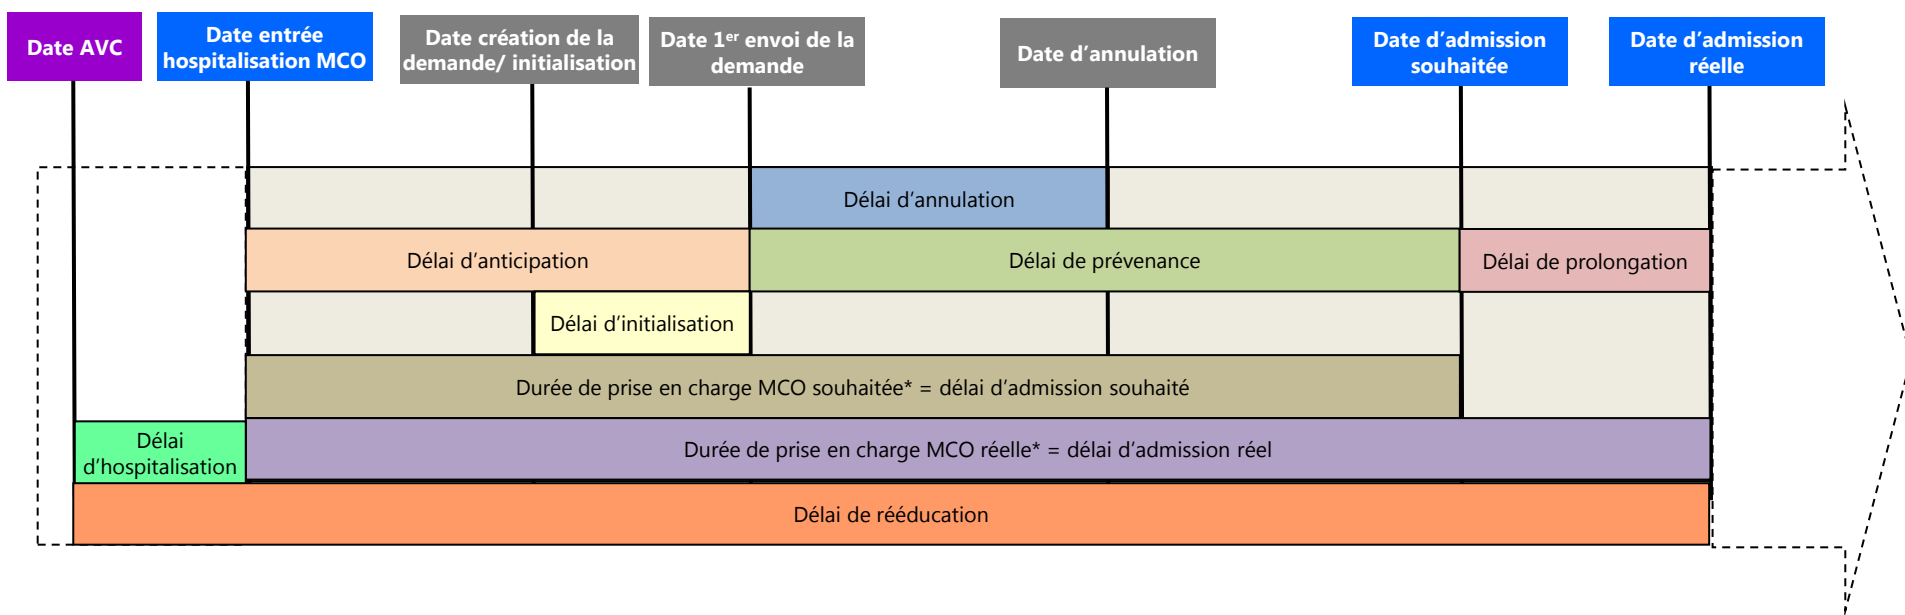 Date AVC
Date entrée
hospitalisation MCO
Date création de la
demande/ initialisation
Date 1er envoi de la
demande
Date d’annulation
Date d’admission
souhaitée
Date d’admission
réelle
Délai d’annulation
Délai d’anticipation
Délai de prévenance
Délai de prolongation
Délai d’initialisation
Durée de prise en charge MCO souhaitée* = délai d’admission souhaité
Délai
d’hospitalisation
Durée de prise en charge MCO réelle* = délai d’admission réel
Délai de rééducation